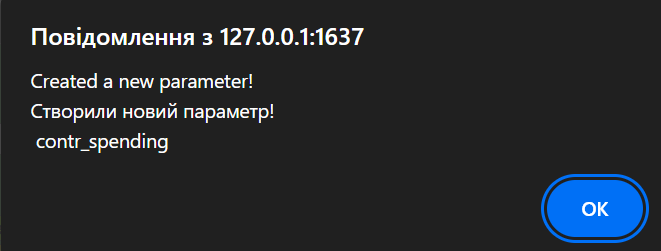 Повідомлення з 127.0.0.1:1637
Created a new parameter!
Створили новий параметр!
contr_spending
OK